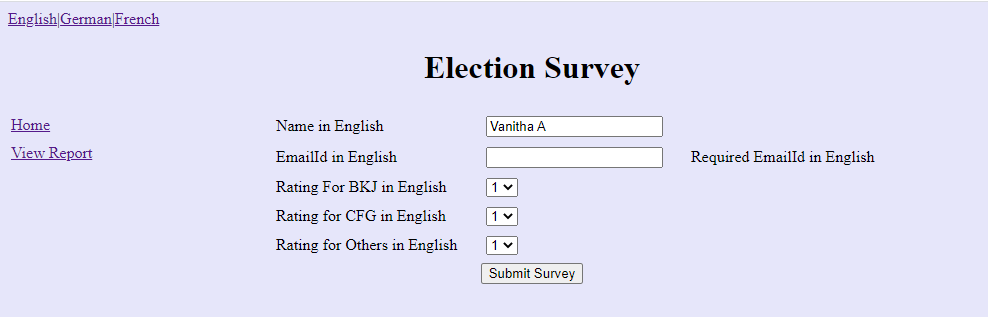 English|German|French
Election Survey
Home
View Report
Name in English Vanitha A
EmailId in English Required EmailId in English
Rating For BKJ in English 1
Rating for CFG in English 1
Rating for Others in English 1
Submit Survey